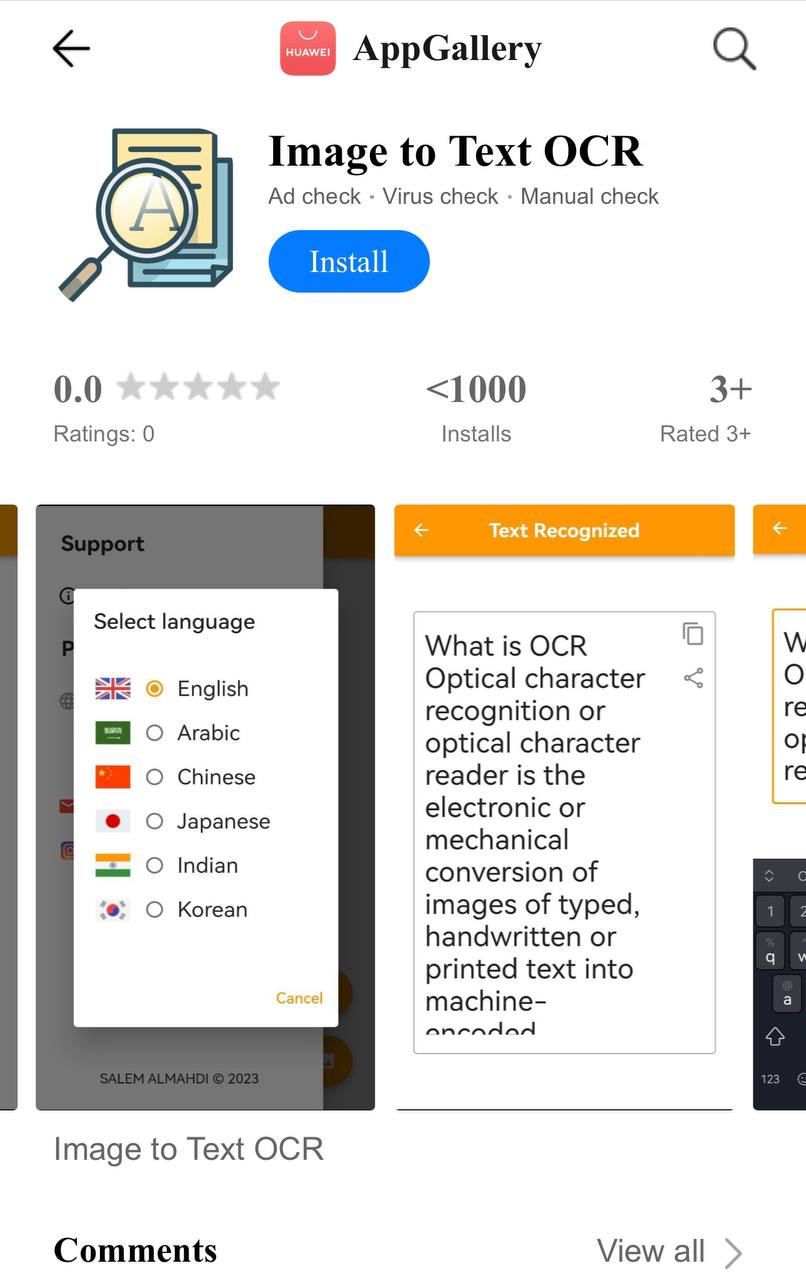 HUAWEI
AppGallery
A
Image to Text OCR
Ad check • Virus check • Manual check
Install
0.0
Ratings: 0
<1000
Installs
3+
Rated 3+
Support
P
Select language
English
Arabic
Chinese
Japanese
Indian
Korean
Cancel
SALEM ALMAHDI © 2023
Text Recognized
What is OCR
Optical character
recognition or
optical character
reader is the
electronic or
mechanical
conversion of
images of typed,
handwritten or
printed text into
machine-
encoded
re
re
1 2
%
q w
@
a
123
Image to Text OCR
Comments
View all